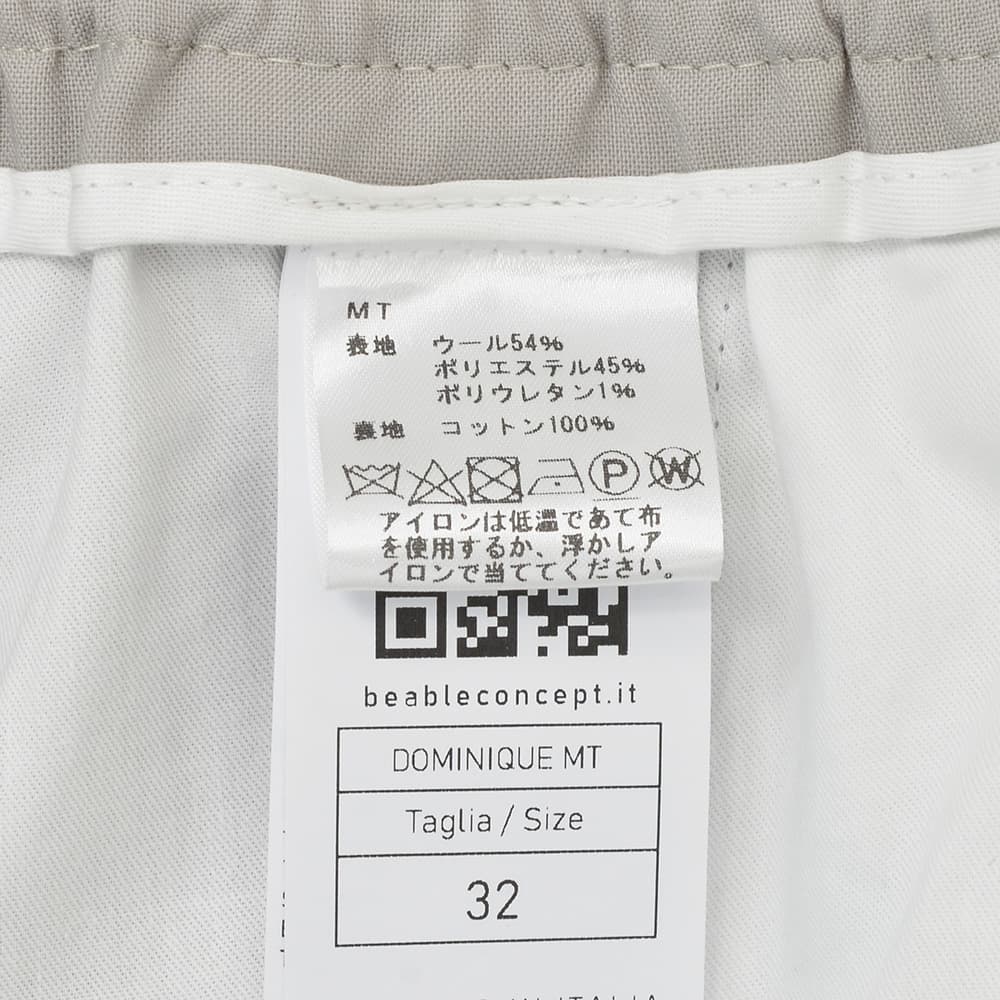 MT
表地 ウール54%
ポリエステル45%
ポリウレタン1%
裏地 コットン100%
P W
アイロンは低温であて布
を使用するか、浮かしア
イロンで当ててください。
beableconcept.it
DOMINIQUE MT
Taglia / Size
32